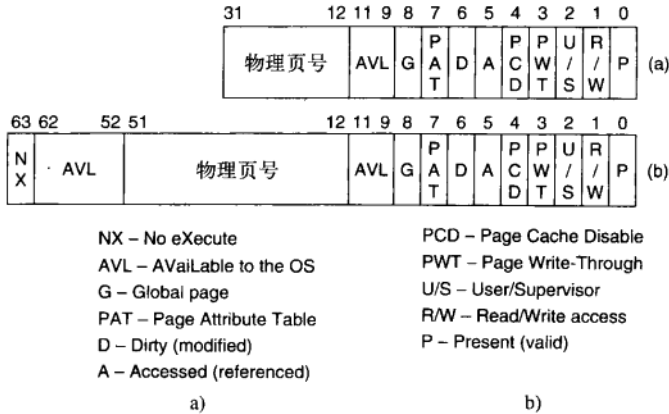 31 12 11 9 8 7 6 5 4 3 2 1 0
物理页号 AVL G PAT D A PCD PWT U/S R/W P (a)
63 62 52 51 12 11 9 8 7 6 5 4 3 2 1 0
NX AVL 物理页号 AVL G PAT D A PCD PWT U/S R/W P (b)
NX – No eXecute
AVL – AVaiLable to the OS
G – Global page
PAT – Page Attribute Table
D – Dirty (modified)
A – Accessed (referenced)
PCD – Page Cache Disable
PWT – Page Write-Through
U/S – User/Supervisor
R/W – Read/Write access
P – Present (valid)
a) b)